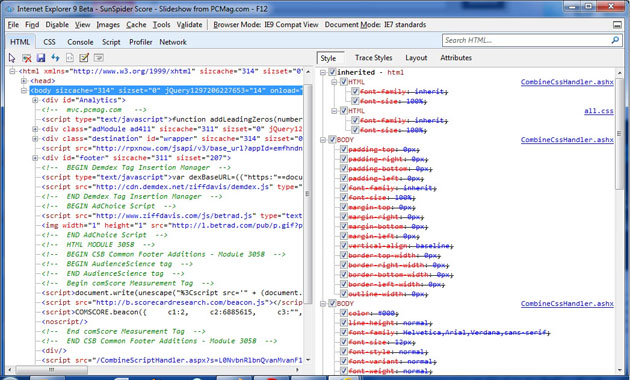 Internet Explorer 9 Beta - SunSpider Score - Slideshow from PCMag.com - F12
File Find Disable View Images Cache Tools Validate Browser Mode: IE9 Compat View Document Mode: IE7 standards
HTML CSS Console Script Profiler Network
Search HTML...
Style Trace Styles Layout Attributes
<html xmlns="http://www.w3.org/1999/xhtml" sizcache="314" sizset="0"
<head>
<body sizcache="314" sizset="0" jQuery1297206227653="14" onload=
<div id="Analytics">
<!-- mvc.pcmag.com -->
<script type="text/javascript">function addLeadingZeros(number
<div class="adModule ad411" sizcache="311" sizset="0" jQuery12
<div class="destination" id="wrapper" sizcache="314" sizset="0
<script src="http://rpxnow.com/jsapi/v3/base_url?appId=emfhndn
<div id="footer" sizcache="311" sizset="207">
<!-- BEGIN Demdex Tag Insertion Manager -->
<script type="text/javascript">var dexBaseURL=(("https:"==docum
<script src="http://cdn.demdex.net/ziffdavis/demdex.js" type="
<!-- END Demdex Tag Insertion Manager -->
<!-- BEGIN AdChoice Script -->
<script src="http://www.ziffdavis.com/js/betrad.js" type="text
<img width="1" height="1" src="http://l.betrad.com/pub/p.gif?p
<!-- END AdChoice Script -->
<!-- HTML MODULE 3058 -->
<!-- BEGIN CSB Common Footer Additions - Module 3058 -->
<!-- BEGIN AudienceScience tag -->
<!-- END AudienceScience tag -->
<!-- Begin comScore Measurement Tag -->
<script>document.write(unescape("%3Cscript src='" + (document.
<script src="http://b.scorecardresearch.com/beacon.js"></script
<script>COMSCORE.beacon({ c1:2, c2:6885615, c3:"",
<noscript/>
<!-- End comScore Measurement Tag -->
<!-- END CSB Common Footer Additions - Module 3058 -->
<div/>
<script src="/CombineScriptHandler.aspx?s=L0NvbnR1bnQvanMvanF1
inherited - html
HTML CombineCssHandler.ashx
font-family: inherit;
font-size: 100%;
HTML all.css
font-family: inherit;
font-size: 100%;
BODY CombineCssHandler.ashx
padding-top: 0px;
padding-right: 0px;
padding-bottom: 0px;
padding-left: 0px;
font-family: inherit;
font-size: 100%;
margin-top: 0px;
margin-right: 0px;
margin-bottom: 0px;
margin-left: 0px;
vertical-align: baseline;
border-top-width: 0px;
border-right-width: 0px;
border-bottom-width: 0px;
border-left-width: 0px;
outline-width: 0px;
BODY CombineCssHandler.ashx
color: #000;
line-height: normal;
font-family: Helvetica,Arial,Verdana,sans-serif;
font-size: 12px;
font-style: normal;
font-variant: normal;
font-weight: normal;